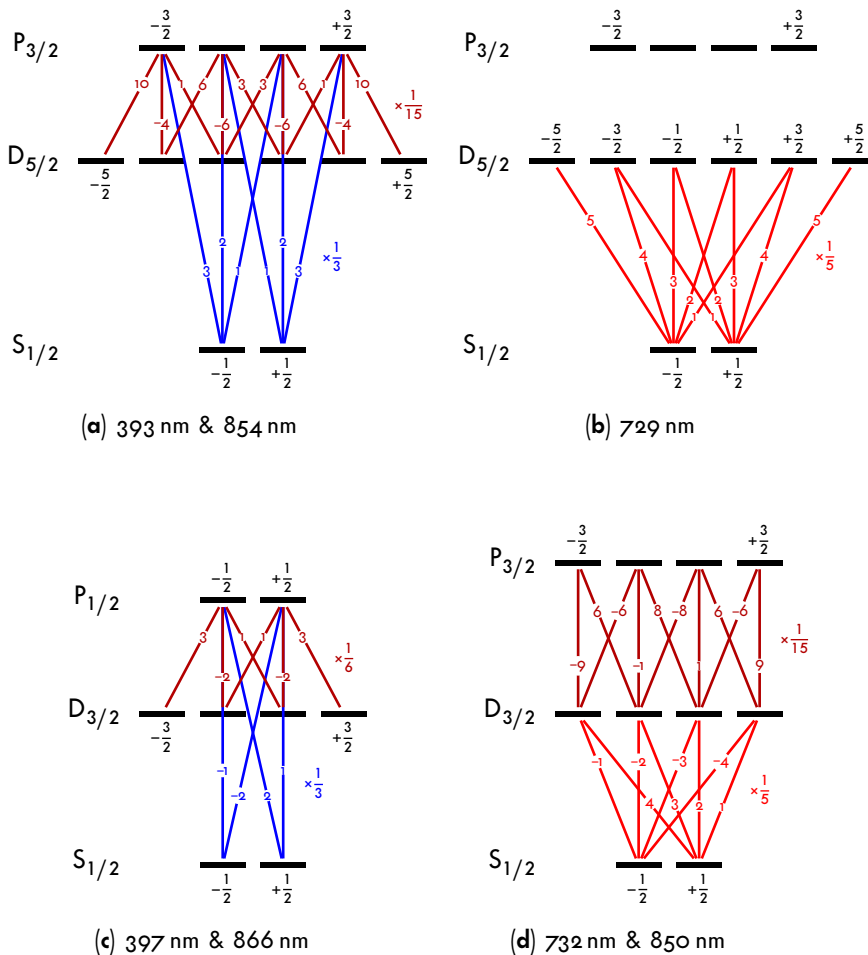 −3/2 +3/2
P3/2
10 1 6 3 3 6 1 10
×1/15
−4 −6 −6 −4
D5/2
−5/2 +5/2
2 2
3 1 1 3
×1/3
S1/2
−1/2 +1/2
(a) 393 nm & 854 nm
−3/2 +3/2
P3/2
−5/2 −3/2 −1/2 +1/2 +3/2 +5/2
D5/2
5 5
4 4
×1/5
3 3
2 2
1 1
S1/2
−1/2 +1/2
(b) 729 nm
−1/2 +1/2
P1/2
3 1 1 3
×1/6
−2 −2
D3/2
−3/2 +3/2
−1 1
×1/3
−2 2
S1/2
−1/2 +1/2
(c) 397 nm & 866 nm
−3/2 +3/2
P3/2
6 −6 8 −8 6 −6
×1/15
−9 −1 1 9
D3/2
−1 −2 −3 −4
×1/5
4 3 2 1
S1/2
−1/2 +1/2
(d) 732 nm & 850 nm